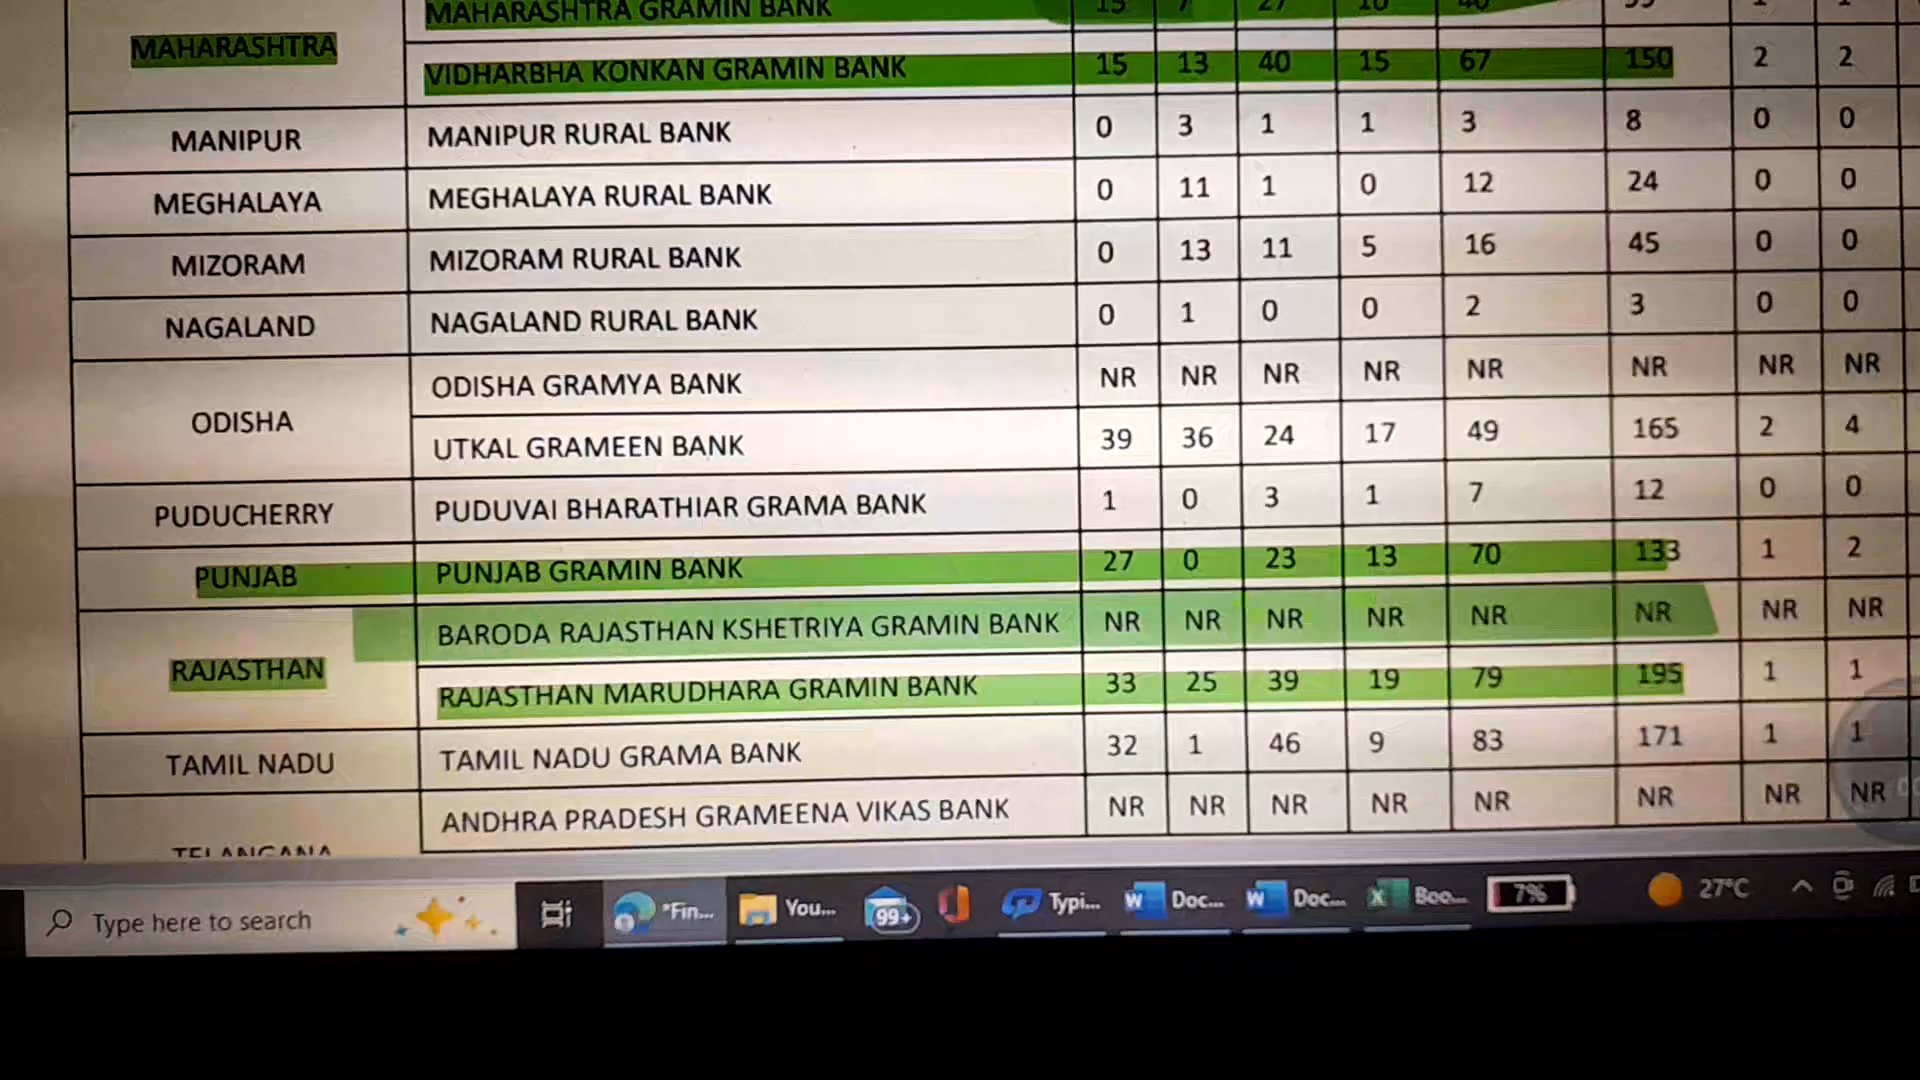 MAHARASHTRA GRAMIN BANK 15 7 27 10 40
MAHARASHTRA
VIDHARBHA KONKAN GRAMIN BANK 15 13 40 15 67 150 2 2
MANIPUR MANIPUR RURAL BANK 0 3 1 1 3 8 0 0
MEGHALAYA MEGHALAYA RURAL BANK 0 11 1 0 12 24 0 0
MIZORAM MIZORAM RURAL BANK 0 13 11 5 16 45 0 0
NAGALAND NAGALAND RURAL BANK 0 1 0 0 2 3 0 0
ODISHA GRAMYA BANK NR NR NR NR NR NR NR NR
ODISHA
UTKAL GRAMEEN BANK 39 36 24 17 49 165 2 4
PUDUCHERRY PUDUVAI BHARATHIAR GRAMA BANK 1 0 3 1 7 12 0 0
PUNJAB PUNJAB GRAMIN BANK 27 0 23 13 70 133 1 2
BARODA RAJASTHAN KSHETRIYA GRAMIN BANK NR NR NR NR NR NR NR NR
RAJASTHAN
RAJASTHAN MARUDHARA GRAMIN BANK 33 25 39 19 79 195 1 1
TAMIL NADU TAMIL NADU GRAMA BANK 32 1 46 9 83 171 1 1
ANDHRA PRADESH GRAMEENA VIKAS BANK NR NR NR NR NR NR NR NR
TELANGANA
Type here to search *Fin... You... 99+ Typi... Doc... Doc... Boo... 7% 27°C